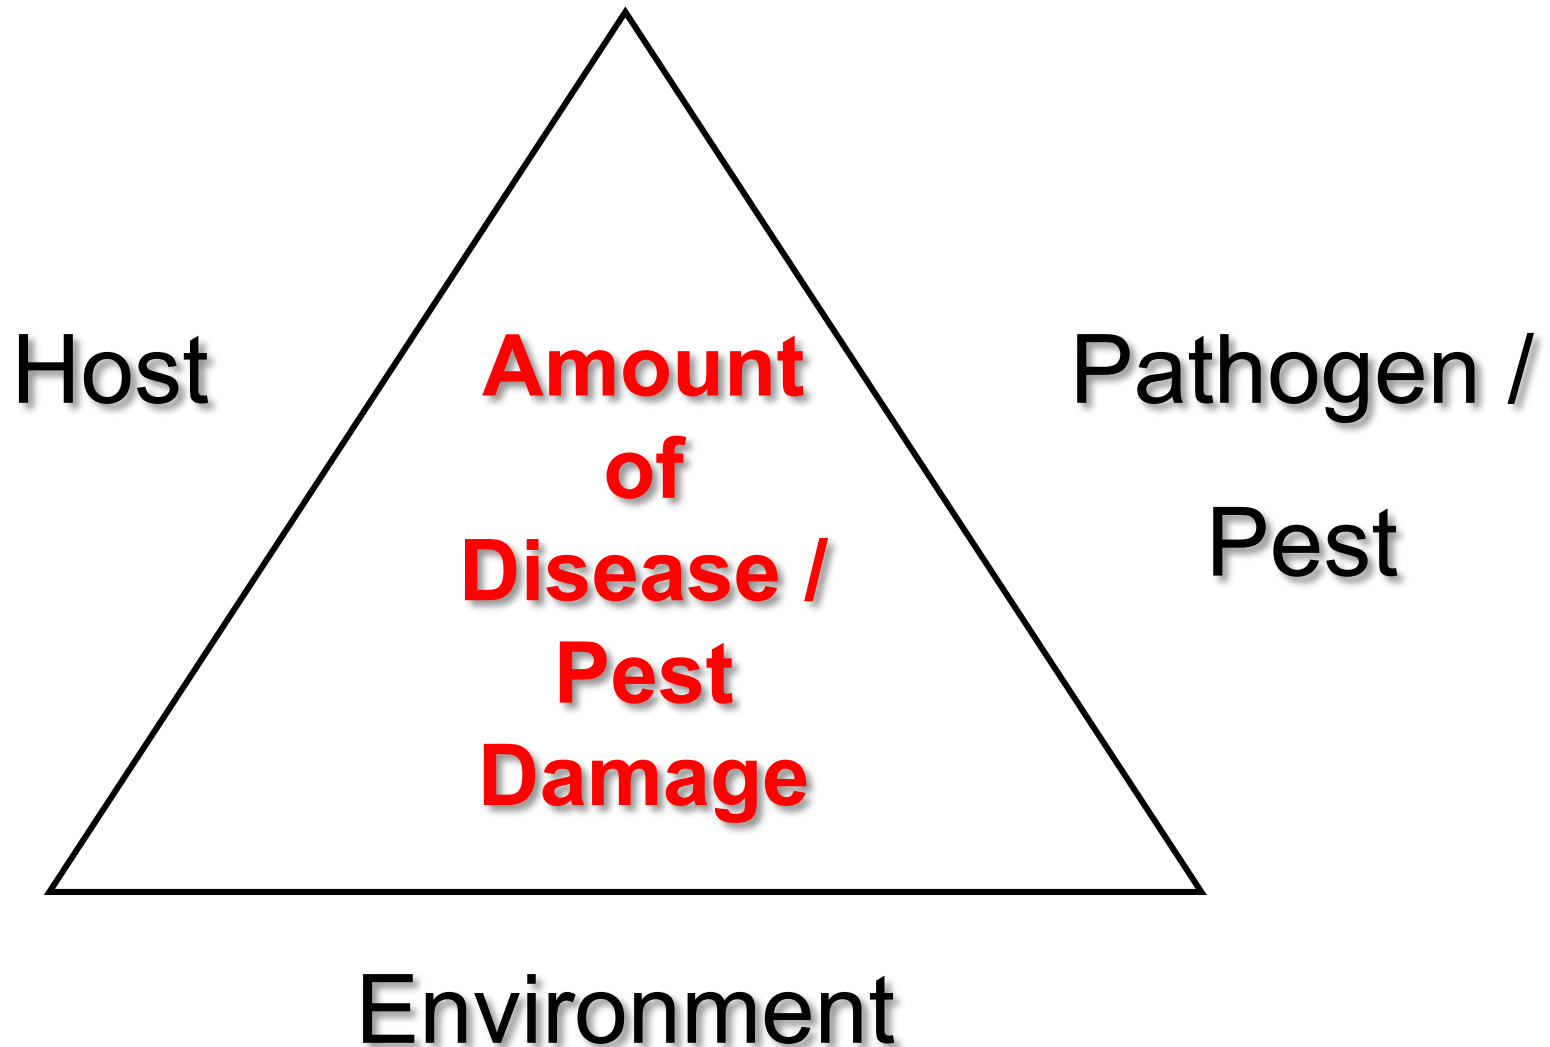 Host
Amount
of
Disease /
Pest
Damage
Pathogen /
Pest
Environment